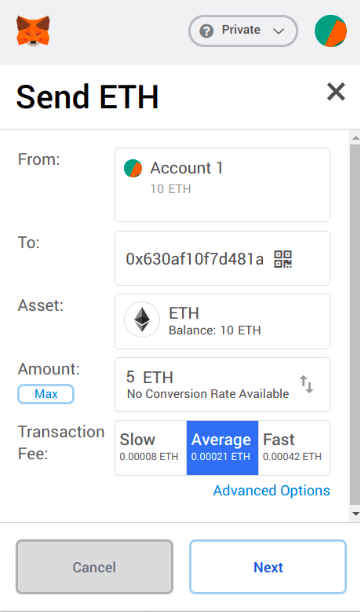 Private
Send ETH
From:
Account 1
10 ETH
To:
0x630af10f7d481a
Asset:
ETH
Balance: 10 ETH
Amount:
Max
5 ETH
No Conversion Rate Available
Transaction
Fee:
Slow
0.00008 ETH
Average
0.00021 ETH
Fast
0.00042 ETH
Advanced Options
Cancel
Next